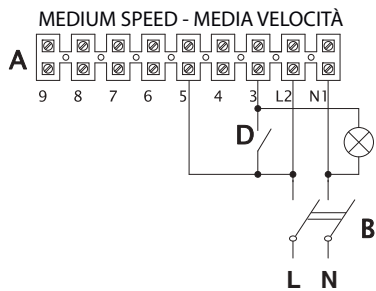 MEDIUM SPEED - MEDIA VELOCITÀ
A
9 8 7 6 5 4 3 L2 N1
D
B
L N